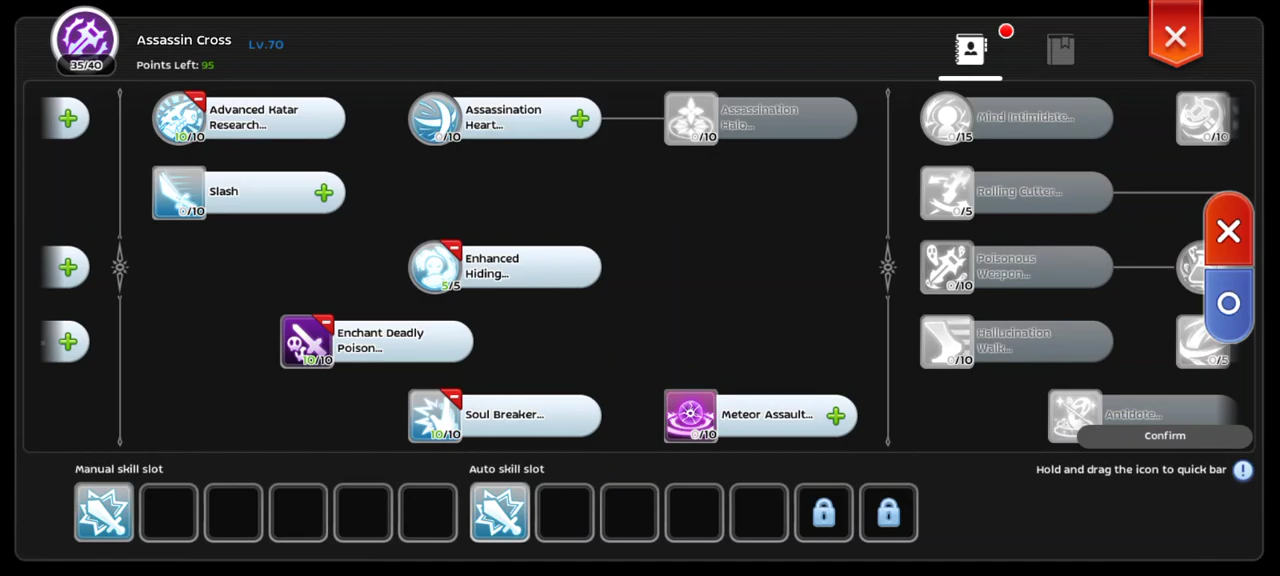 Assassin Cross Lv.70
35/40
Points Left: 95
Advanced Katar
Research...
10/10
Assassination
Heart...
0/10
Assassination
Halo...
0/10
Mind Intimidate...
0/15
0/10
Slash
0/10
Rolling Cutter...
0/5
Enhanced
Hiding...
5/5
Poisonous
Weapon...
0/10
Enchant Deadly
Poison...
10/10
Hallucination
Walk...
0/10
0/5
Soul Breaker...
10/10
Meteor Assault...
0/10
Antidote...
Confirm
Manual skill slot
Auto skill slot
Hold and drag the icon to quick bar